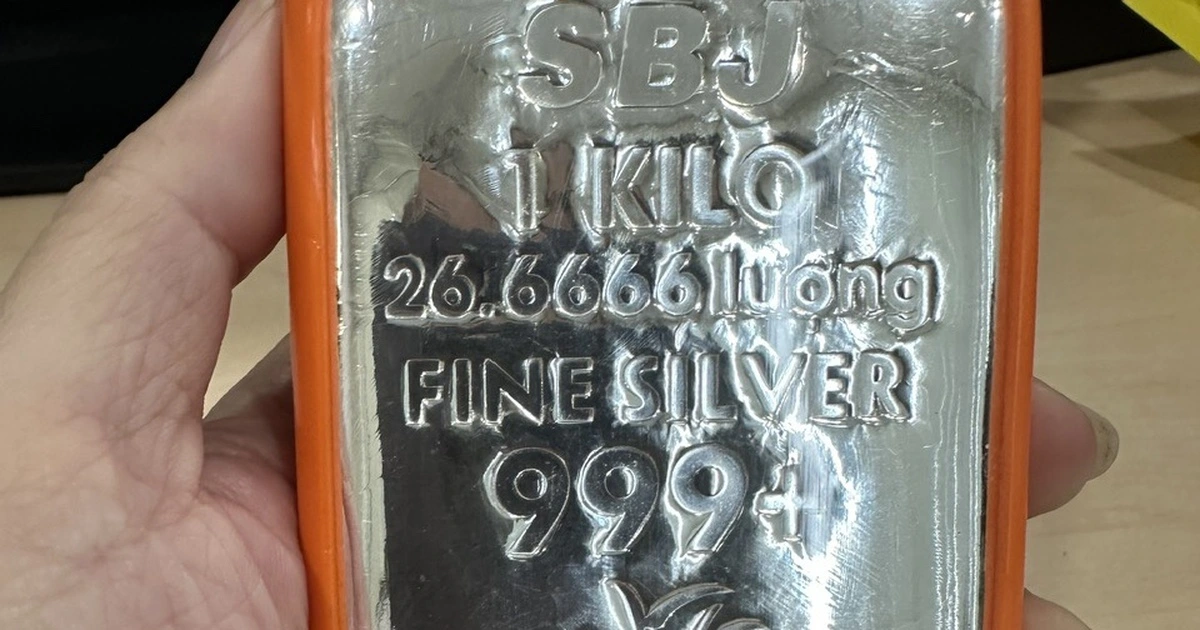 SBJ
1 KILO
26.6666 lượng
FINE SILVER
999+